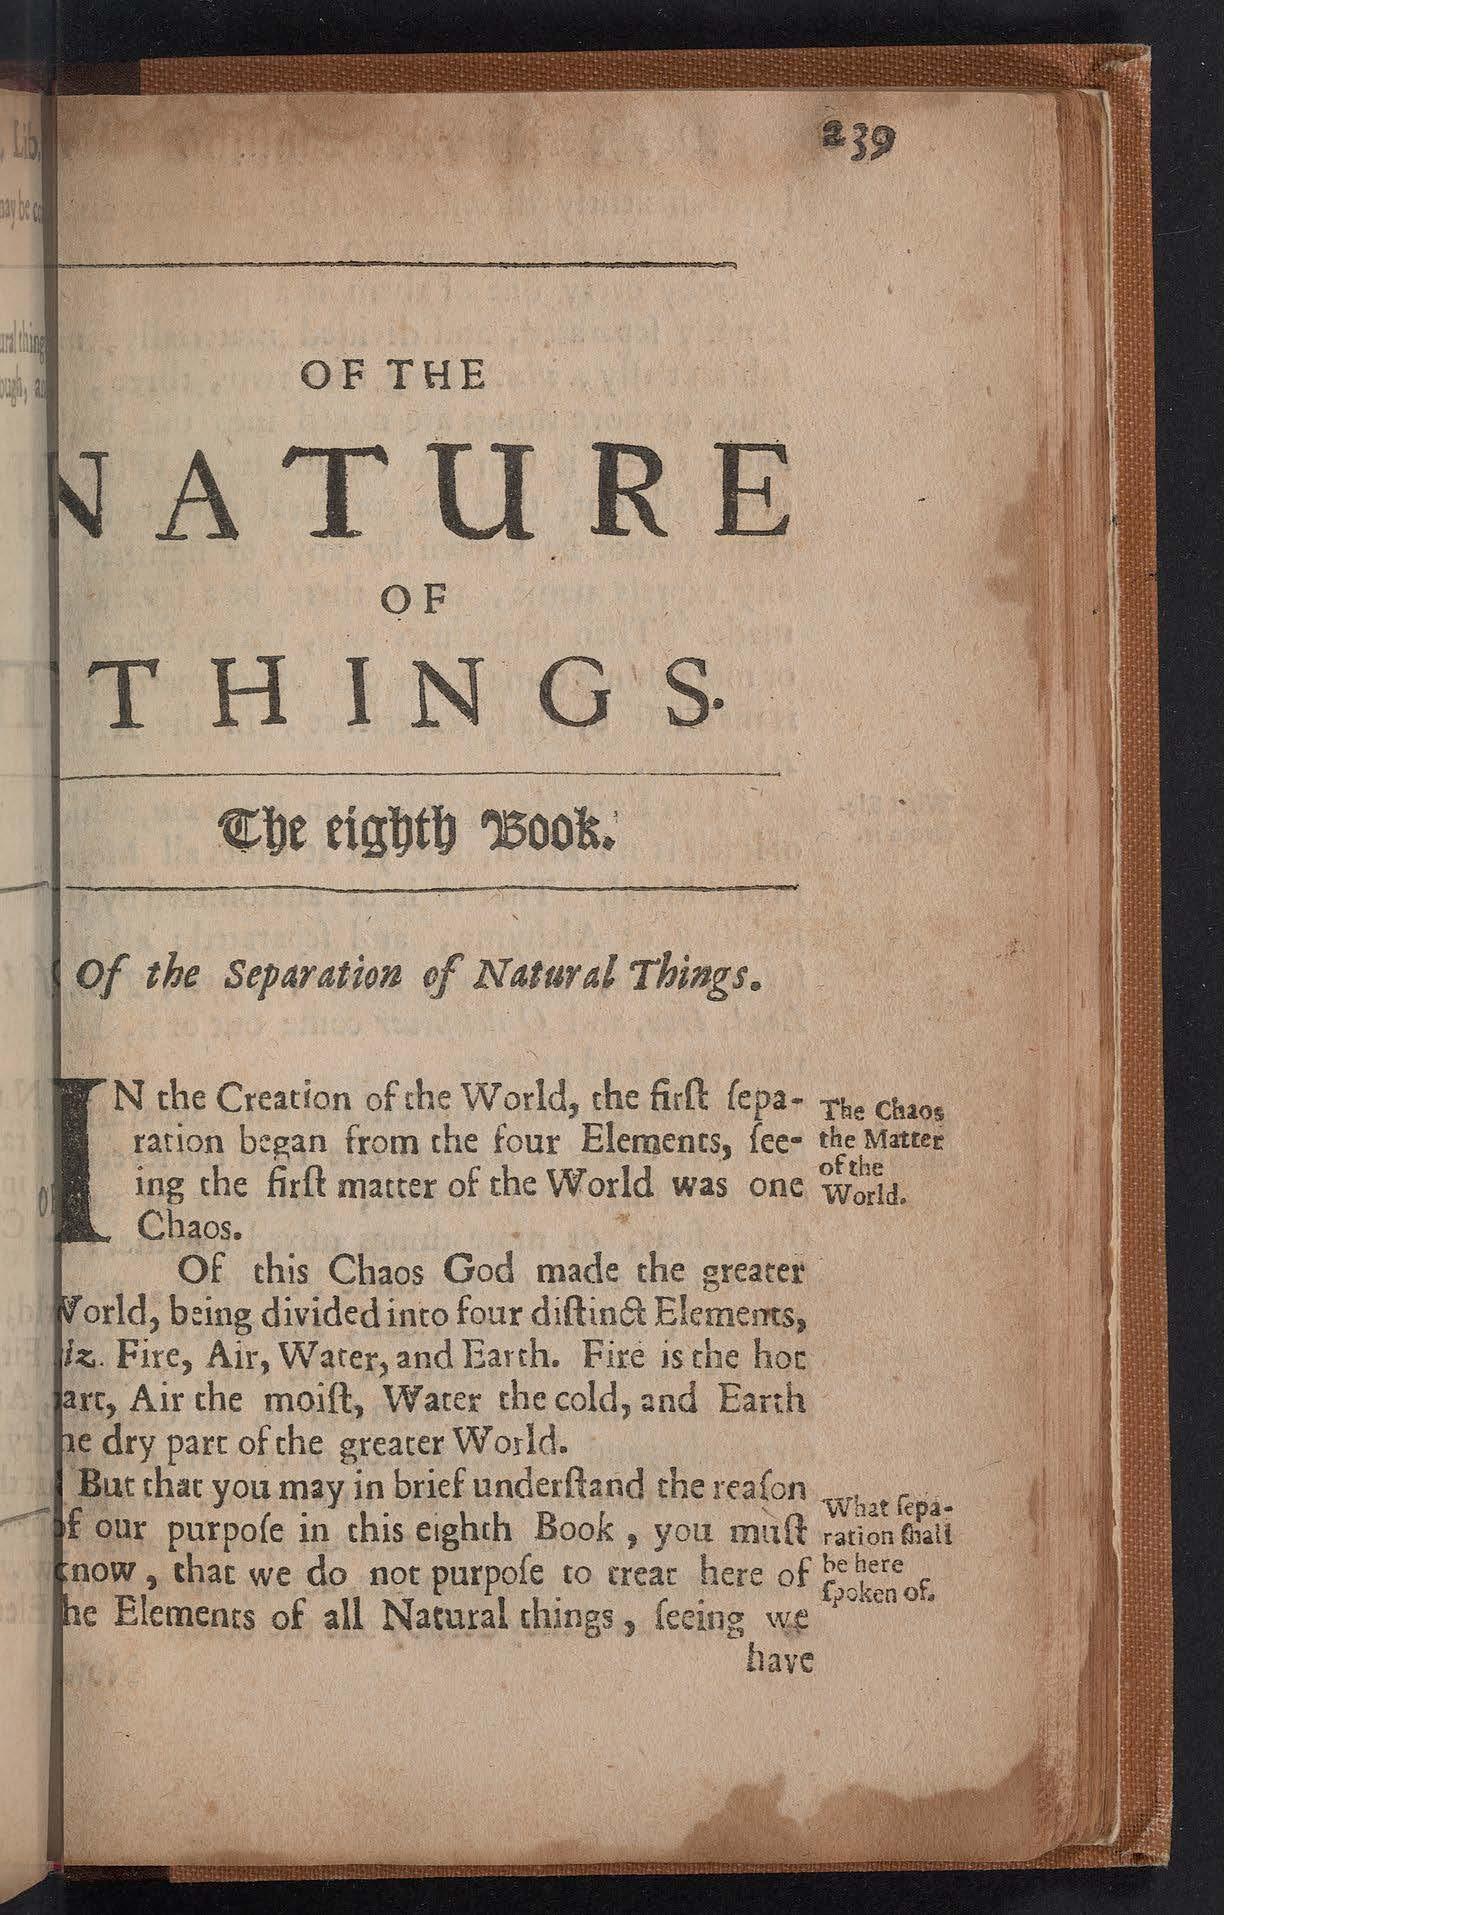 239
OF THE
NATURE
OF
THINGS.
The eighth Book.
Of the Separation of Natural Things.
IN the Creation of the World, the firſt ſepa-
ration began from the four Elements, ſee-
ing the firſt matter of the World was one
Chaos.
The Chaos
the Matter
of the
World.
Of this Chaos God made the greater
World, being divided into four diſtinct Elements,
viz. Fire, Air, Water, and Earth. Fire is the hot
part, Air the moiſt, Water the cold, and Earth
the dry part of the greater World.
But that you may in brief underſtand the reaſon
of our purpoſe in this eighth Book, you muſt
know, that we do not purpoſe to treat here of
the Elements of all Natural things, ſeeing we
What ſepa-
ration ſhall
be here
ſpoken of.
have